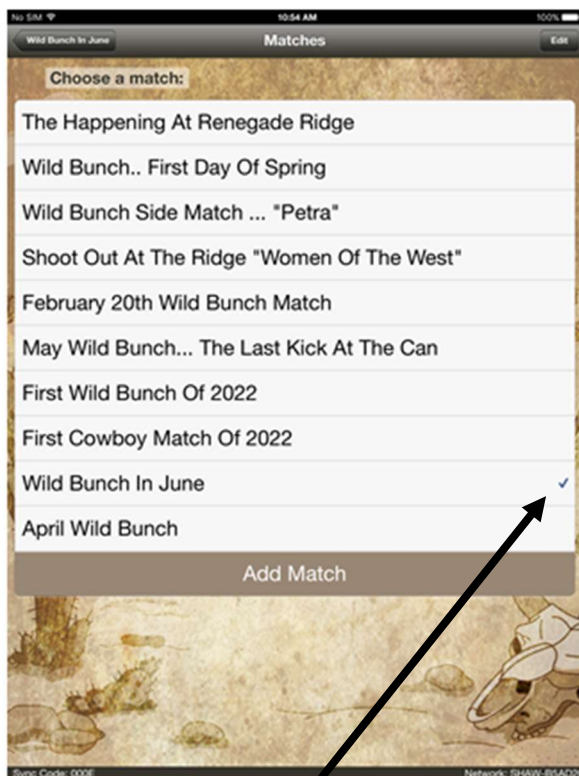 No SIM 10:54 AM 100%
Wild Bunch In June Matches Edit
Choose a match:
The Happening At Renegade Ridge
Wild Bunch.. First Day Of Spring
Wild Bunch Side Match ... "Petra"
Shoot Out At The Ridge "Women Of The West"
February 20th Wild Bunch Match
May Wild Bunch... The Last Kick At The Can
First Wild Bunch Of 2022
First Cowboy Match Of 2022
Wild Bunch In June
April Wild Bunch
Add Match
Sync Code: 000F Network: